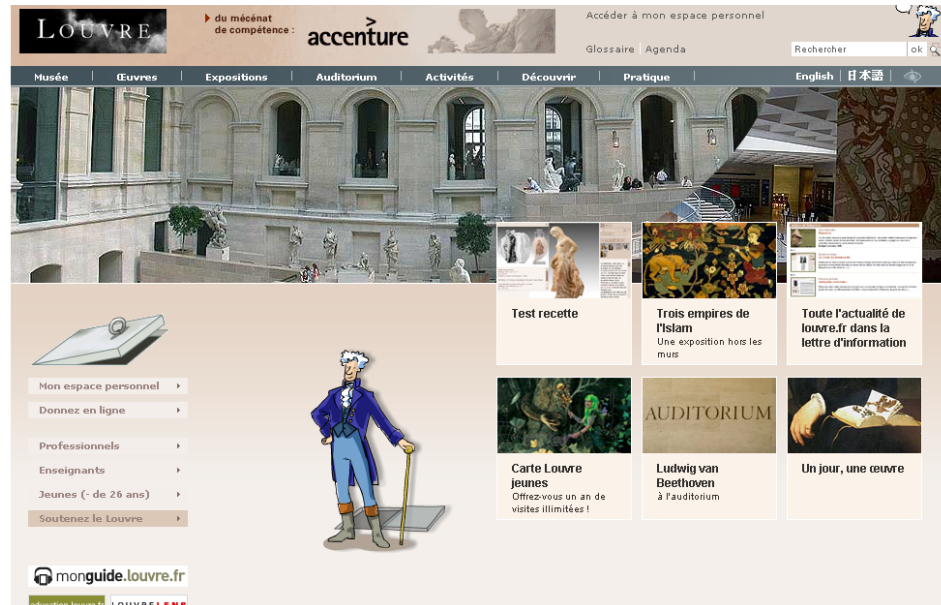 LOUVRE
du mécénat
de compétence :
accenture
Accéder à mon espace personnel
Glossaire Agenda
Rechercher ok
Musée Œuvres Expositions Auditorium Activités Découvrir Pratique English 日本語
Test recette
Trois empires de
l'Islam
Une exposition hors les
murs
Toute l'actualité de
louvre.fr dans la
lettre d'information
Mon espace personnel
Donnez en ligne
Professionnels
Enseignants
Jeunes (- de 26 ans)
Soutenez le Louvre
AUDITORIUM
Carte Louvre
jeunes
Offrez-vous un an de
visites illimitées !
Ludwig van
Beethoven
à l'auditorium
Un jour, une œuvre
monguide.louvre.fr
education.louvre.fr
LOUVRELENS